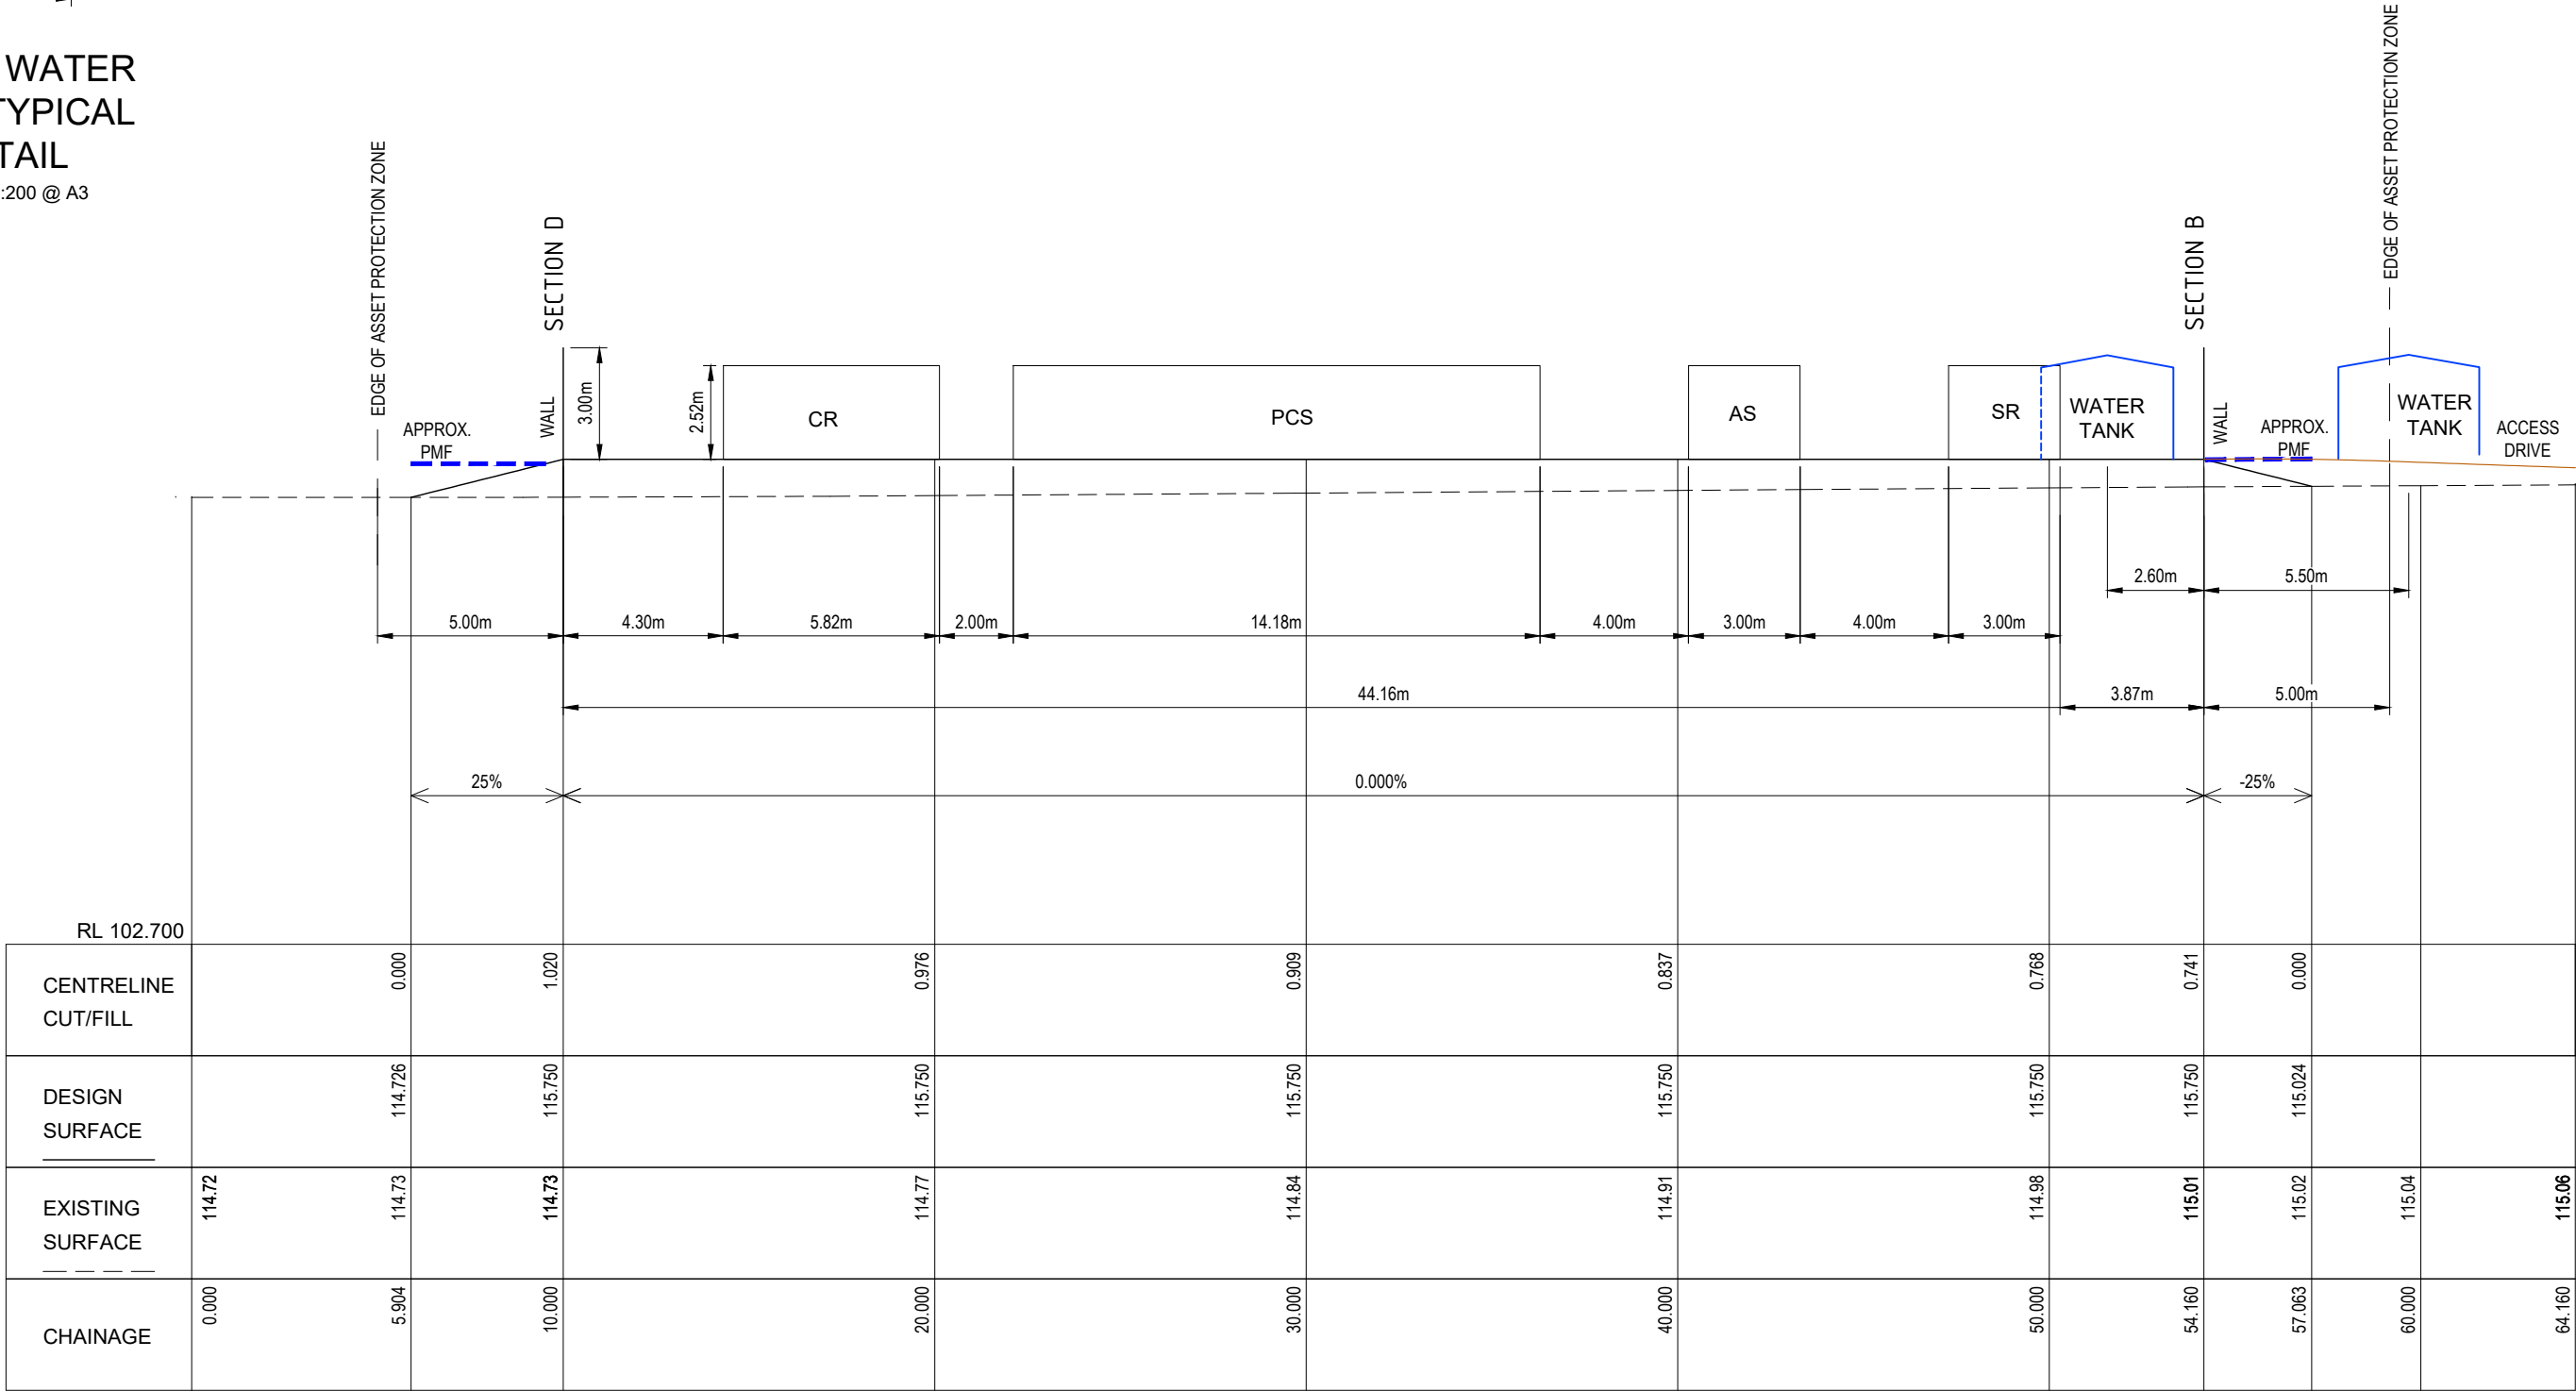 WATER
TYPICAL
TAIL
:200 @ A3
EDGE OF ASSET PROTECTION ZONE
SECTION D
SECTION B
EDGE OF ASSET PROTECTION ZONE
APPROX.
PMF
WALL
3.00m
2.52m
CR
PCS
AS
SR
WATER
TANK
WALL
APPROX.
PMF
WATER
TANK
ACCESS
DRIVE
2.60m
5.50m
5.00m
4.30m
5.82m
2.00m
14.18m
4.00m
3.00m
4.00m
3.00m
44.16m
3.87m
5.00m
25%
0.000%
-25%
RL 102.700
CENTRELINE
CUT/FILL
0.000
1.020
0.976
0.909
0.837
0.768
0.741
0.000
DESIGN
SURFACE
114.726
115.750
115.750
115.750
115.750
115.750
115.750
115.024
EXISTING
SURFACE
114.72
114.73
114.73
114.77
114.84
114.91
114.98
115.01
115.02
115.04
115.06
CHAINAGE
0.000
5.904
10.000
20.000
30.000
40.000
50.000
54.160
57.063
60.000
64.160